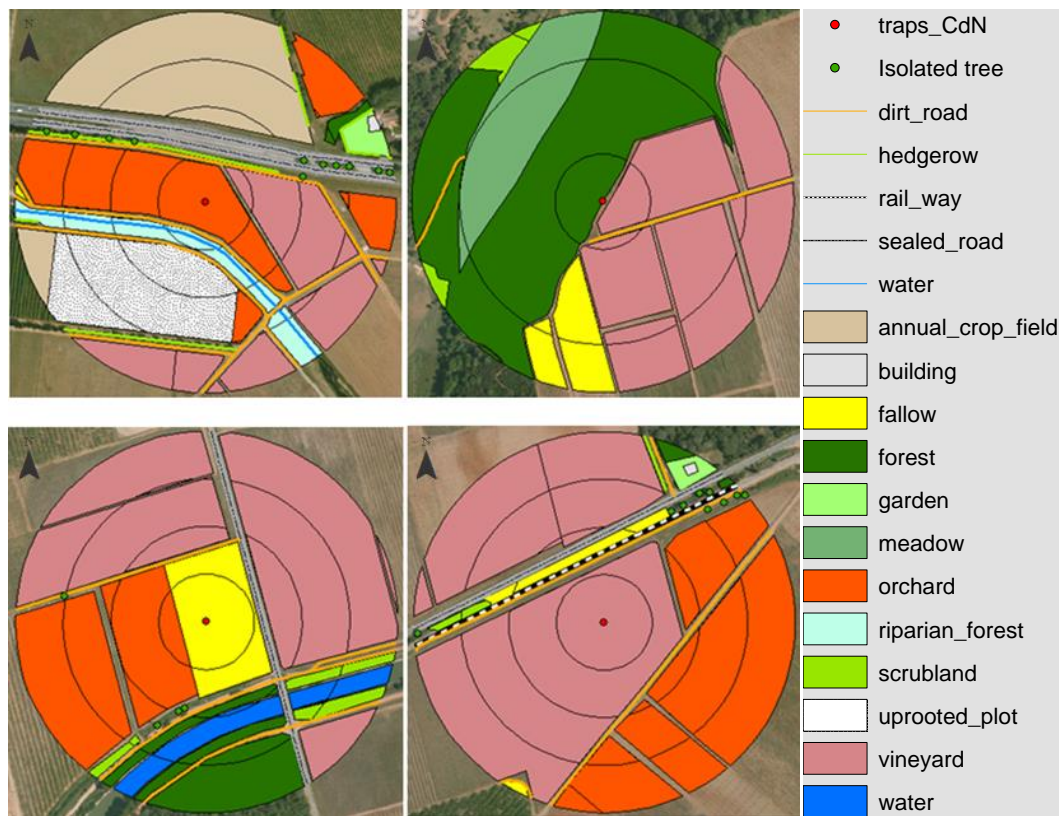 traps_CdN
Isolated tree
dirt_road
hedgerow
rail_way
sealed_road
water
annual_crop_field
building
fallow
forest
garden
meadow
orchard
riparian_forest
scrubland
uprooted_plot
vineyard
water